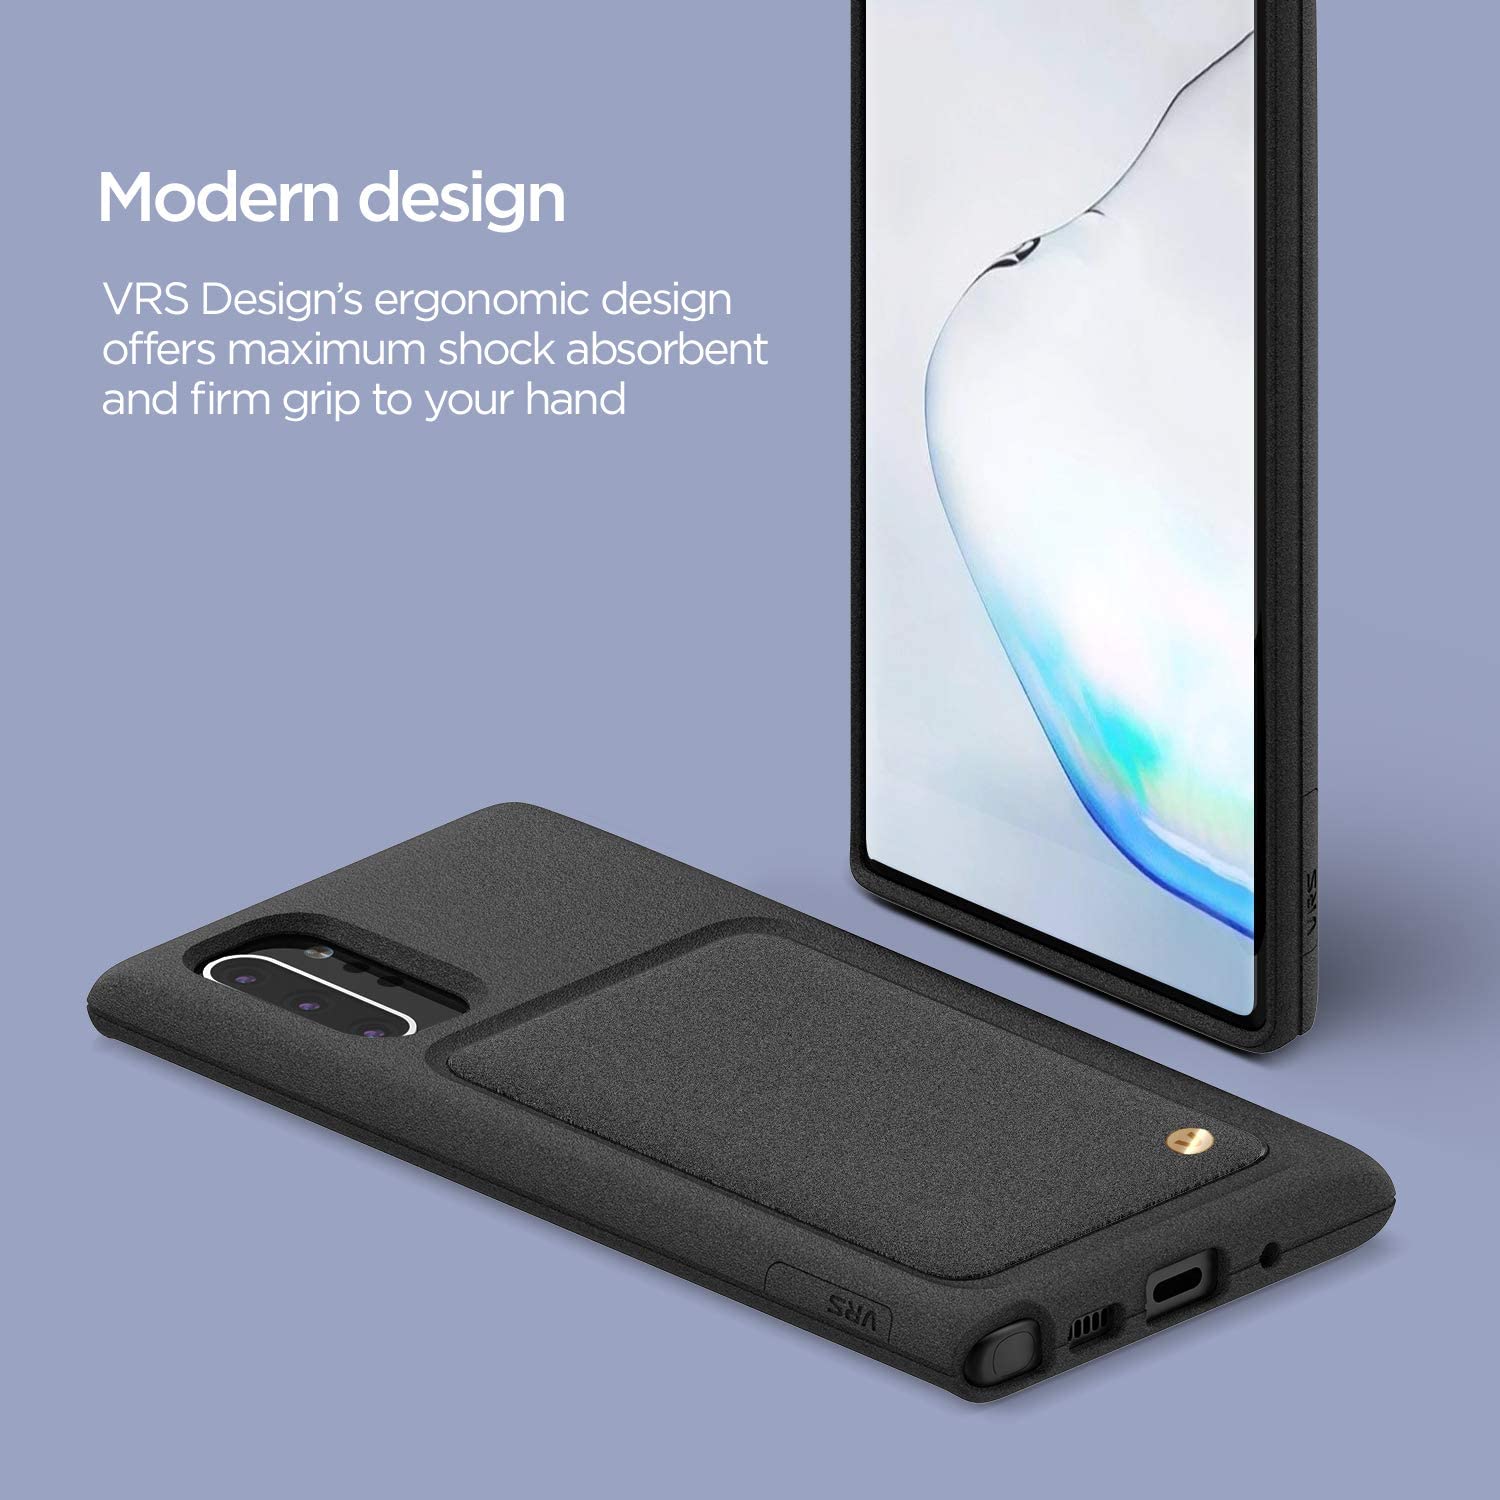 Modern design
VRS Design's ergonomic design
offers maximum shock absorbent
and firm grip to your hand
VRS
VRS